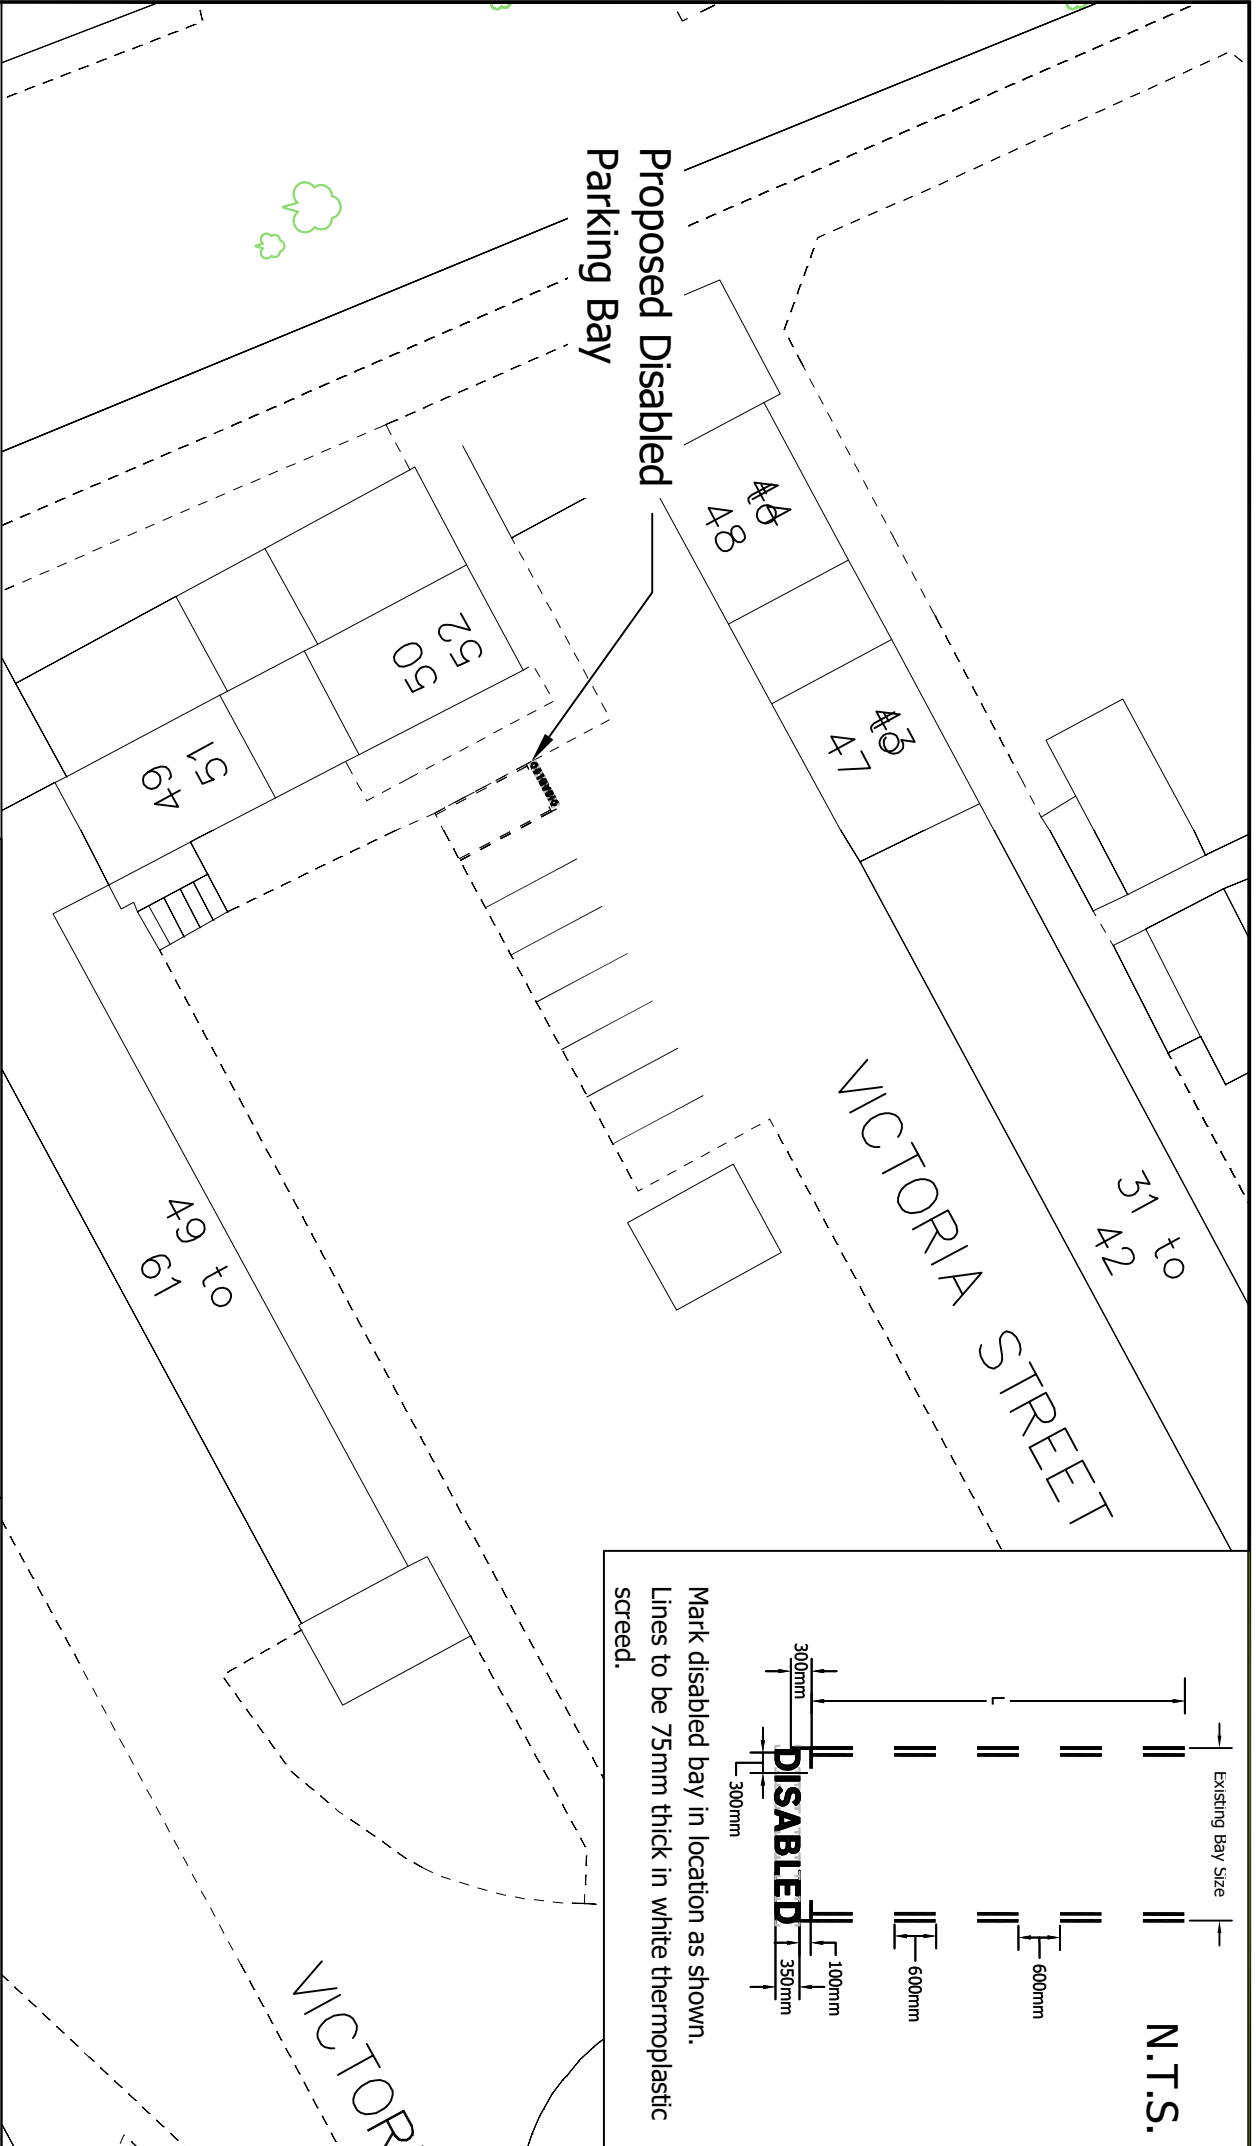 N.T.S.
Existing Bay Size
L
600mm
600mm
300mm
100mm
350mm
DISABLED
300mm
Mark disabled bay in location as shown.
Lines to be 75mm thick in white thermoplastic
screed.
31 to
42
VICTORIA STREET
43
47
44
48
Proposed Disabled
Parking Bay
DISABLED
52
50
51
49
49 to
61